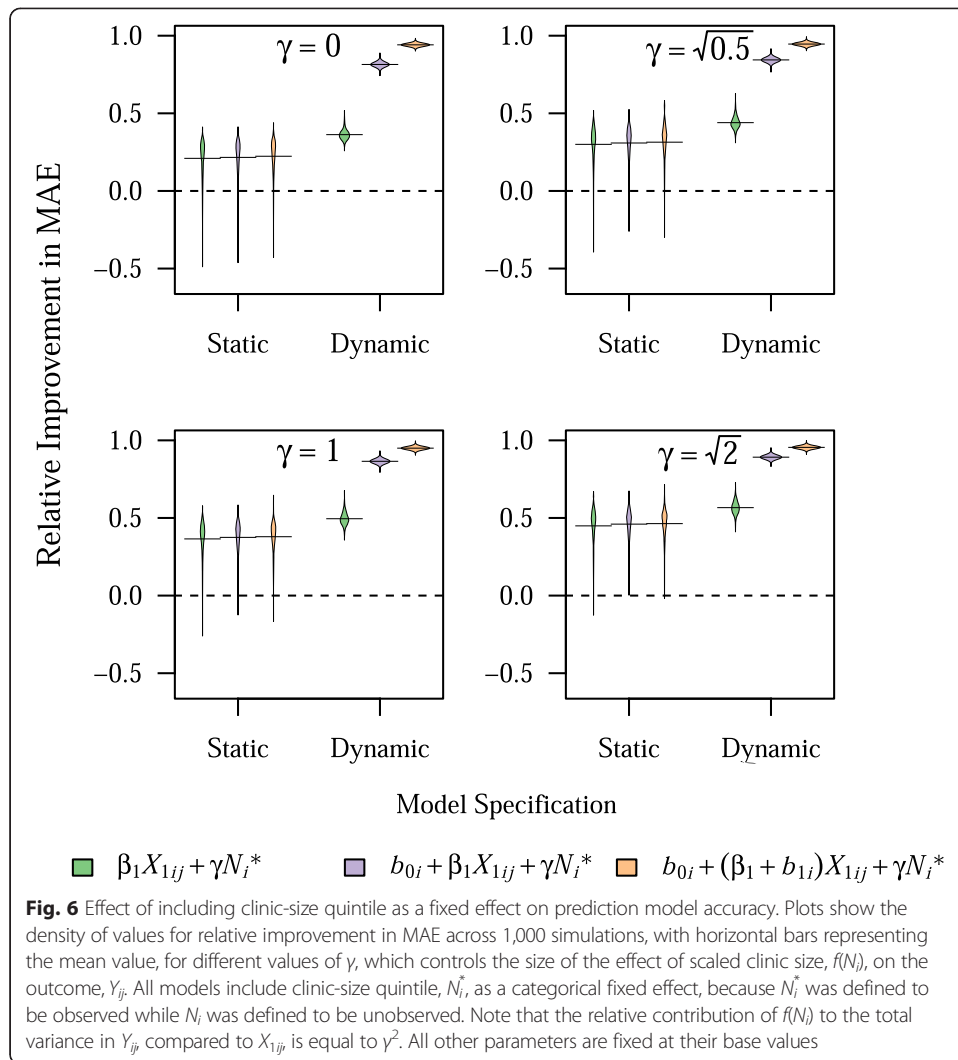 Relative Improvement in MAE
1.0
0.5
0.0
−0.5
γ = 0
Static Dynamic
1.0
0.5
0.0
−0.5
γ = √0.5
Static Dynamic
1.0
0.5
0.0
−0.5
γ = 1
Static Dynamic
1.0
0.5
0.0
−0.5
γ = √2
Static Dynamic
Model Specification
β₁X₁ᵢⱼ + γNᵢ* b₀ᵢ + β₁X₁ᵢⱼ + γNᵢ* b₀ᵢ + (β₁ + b₁ᵢ)X₁ᵢⱼ + γNᵢ*
Fig. 6 Effect of including clinic-size quintile as a fixed effect on prediction model accuracy. Plots show the
density of values for relative improvement in MAE across 1,000 simulations, with horizontal bars representing
the mean value, for different values of γ, which controls the size of the effect of scaled clinic size, f(Nᵢ), on the
outcome, Yᵢⱼ. All models include clinic-size quintile, Nᵢ*, as a categorical fixed effect, because Nᵢ* was defined to
be observed while Nᵢ was defined to be unobserved. Note that the relative contribution of f(Nᵢ) to the total
variance in Yᵢⱼ, compared to X₁ᵢⱼ, is equal to γ². All other parameters are fixed at their base values